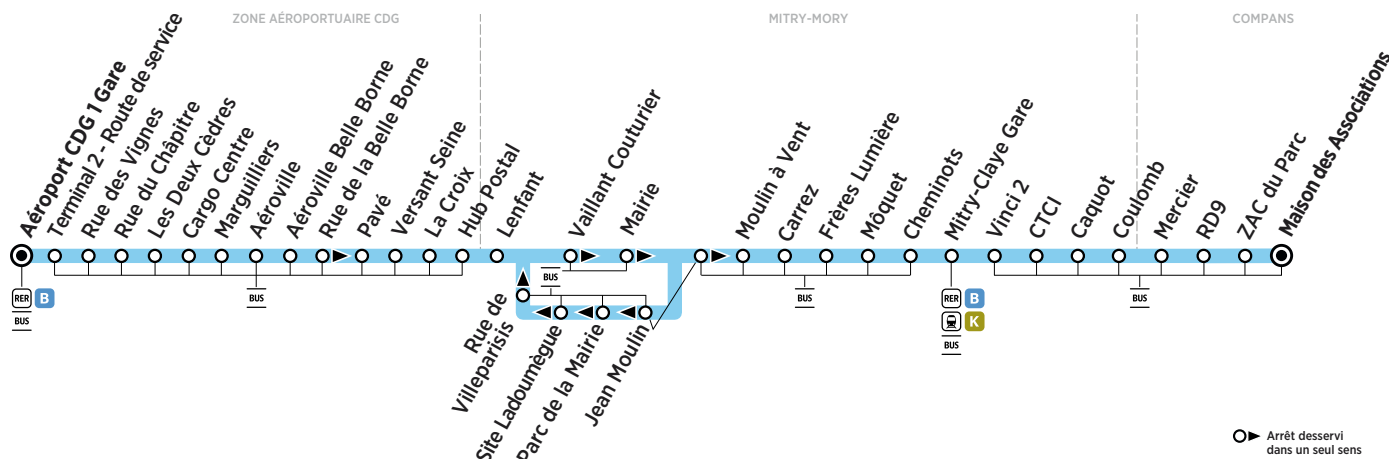 ZONE AÉROPORTUAIRE CDG
MITRY-MORY
COMPANS
Aéroport CDG 1 Gare
Terminal 2 - Route de service
Rue des Vignes
Rue du Châpitre
Les Deux Cèdres
Cargo Centre
Marguilliers
Aéroville
Aéroville Belle Borne
Rue de la Belle Borne
Pavé
Versant Seine
La Croix
Hub Postal
Lenfant
Vaillant Couturier
Mairie
Moulin à Vent
Carrez
Frères Lumière
Môquet
Cheminots
Mitry-Claye Gare
Vinci 2
CTCI
Caquot
Coulomb
Mercier
RD9
ZAC du Parc
Maison des Associations
RER B
BUS
BUS
BUS
BUS
RER B
K
BUS
BUS
Rue de
Villeparisis
Site Ladoumègue
Parc de la Mairie
Jean Moulin
Arrêt desservi
dans un seul sens